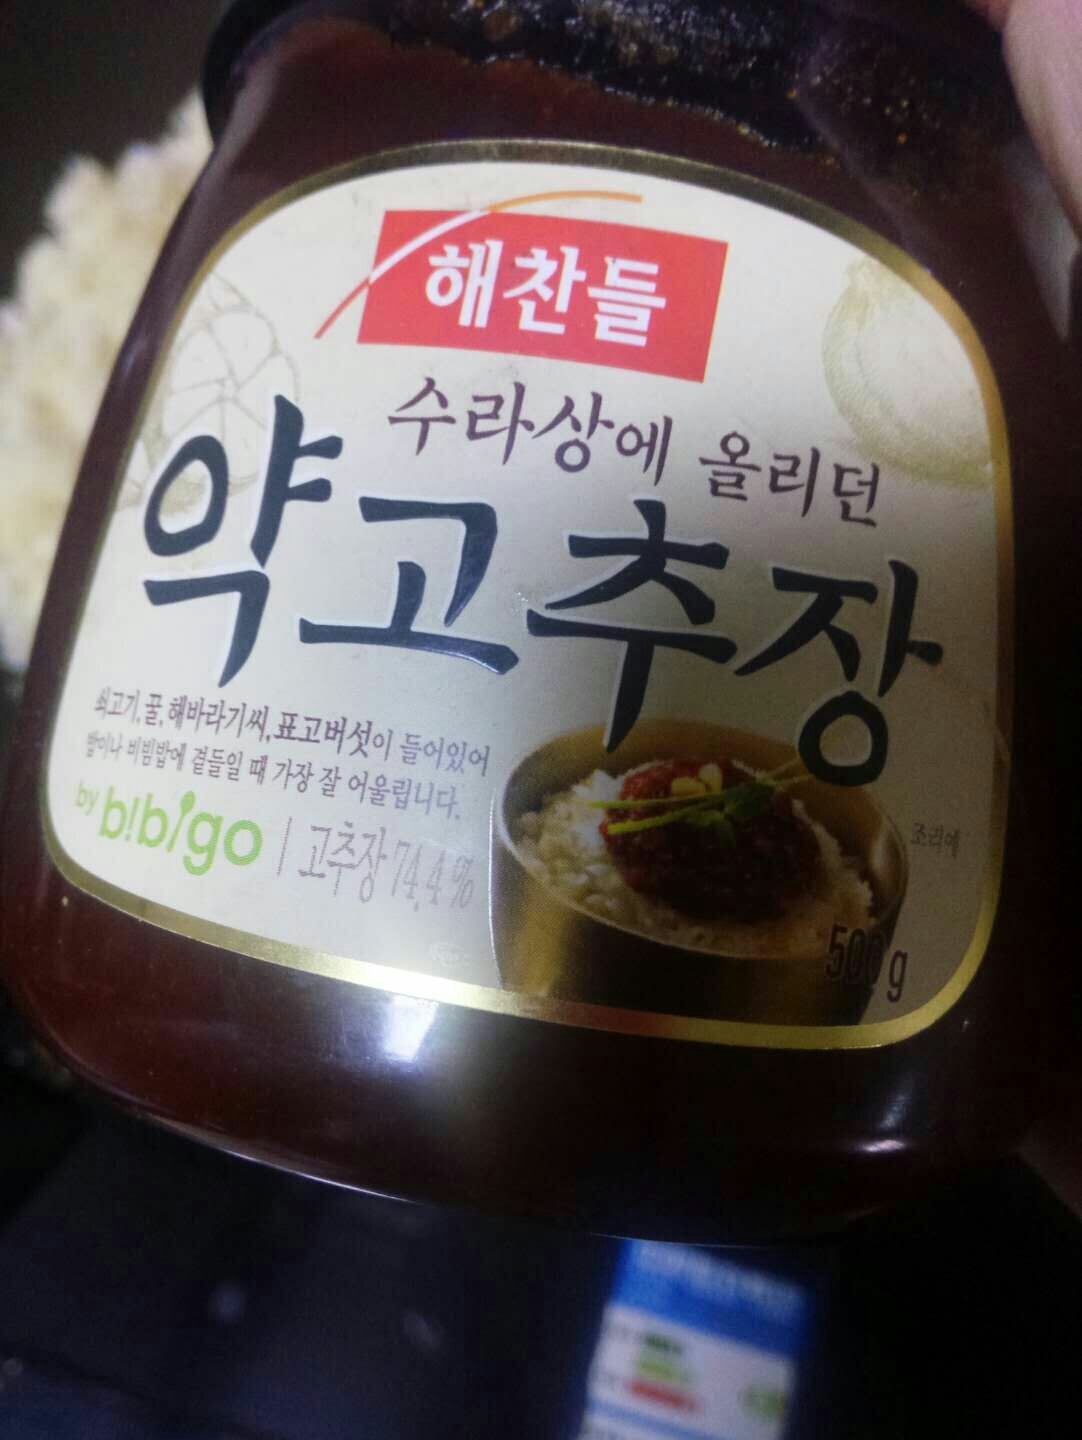 해찬들
수라상에 올리던
약고추장
쇠고기, 꿀, 해바라기씨, 표고버섯이 들어있어
밥이나 비빔밥에 곁들일 때 가장 잘 어울립니다.
by bibigo | 고추장 74.4%
조리예
500g